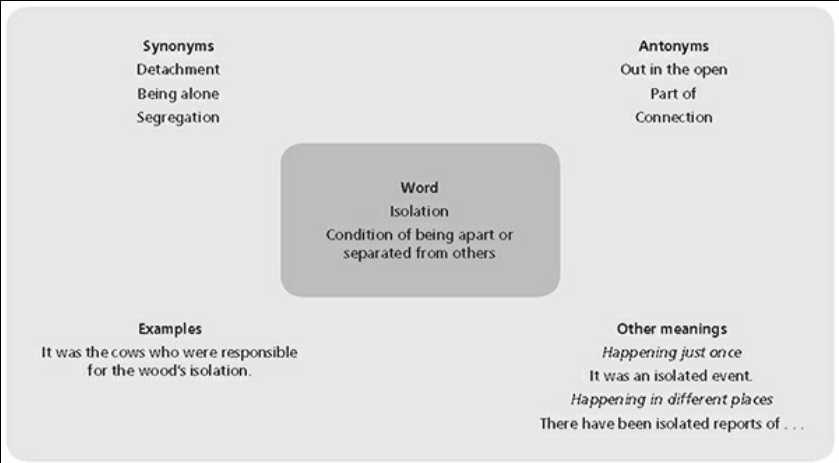 Synonyms
Detachment
Being alone
Segregation
Antonyms
Out in the open
Part of
Connection
Word
Isolation
Condition of being apart or
separated from others
Examples
It was the cows who were responsible
for the wood's isolation.
Other meanings
Happening just once
It was an isolated event.
Happening in different places
There have been isolated reports of . . .